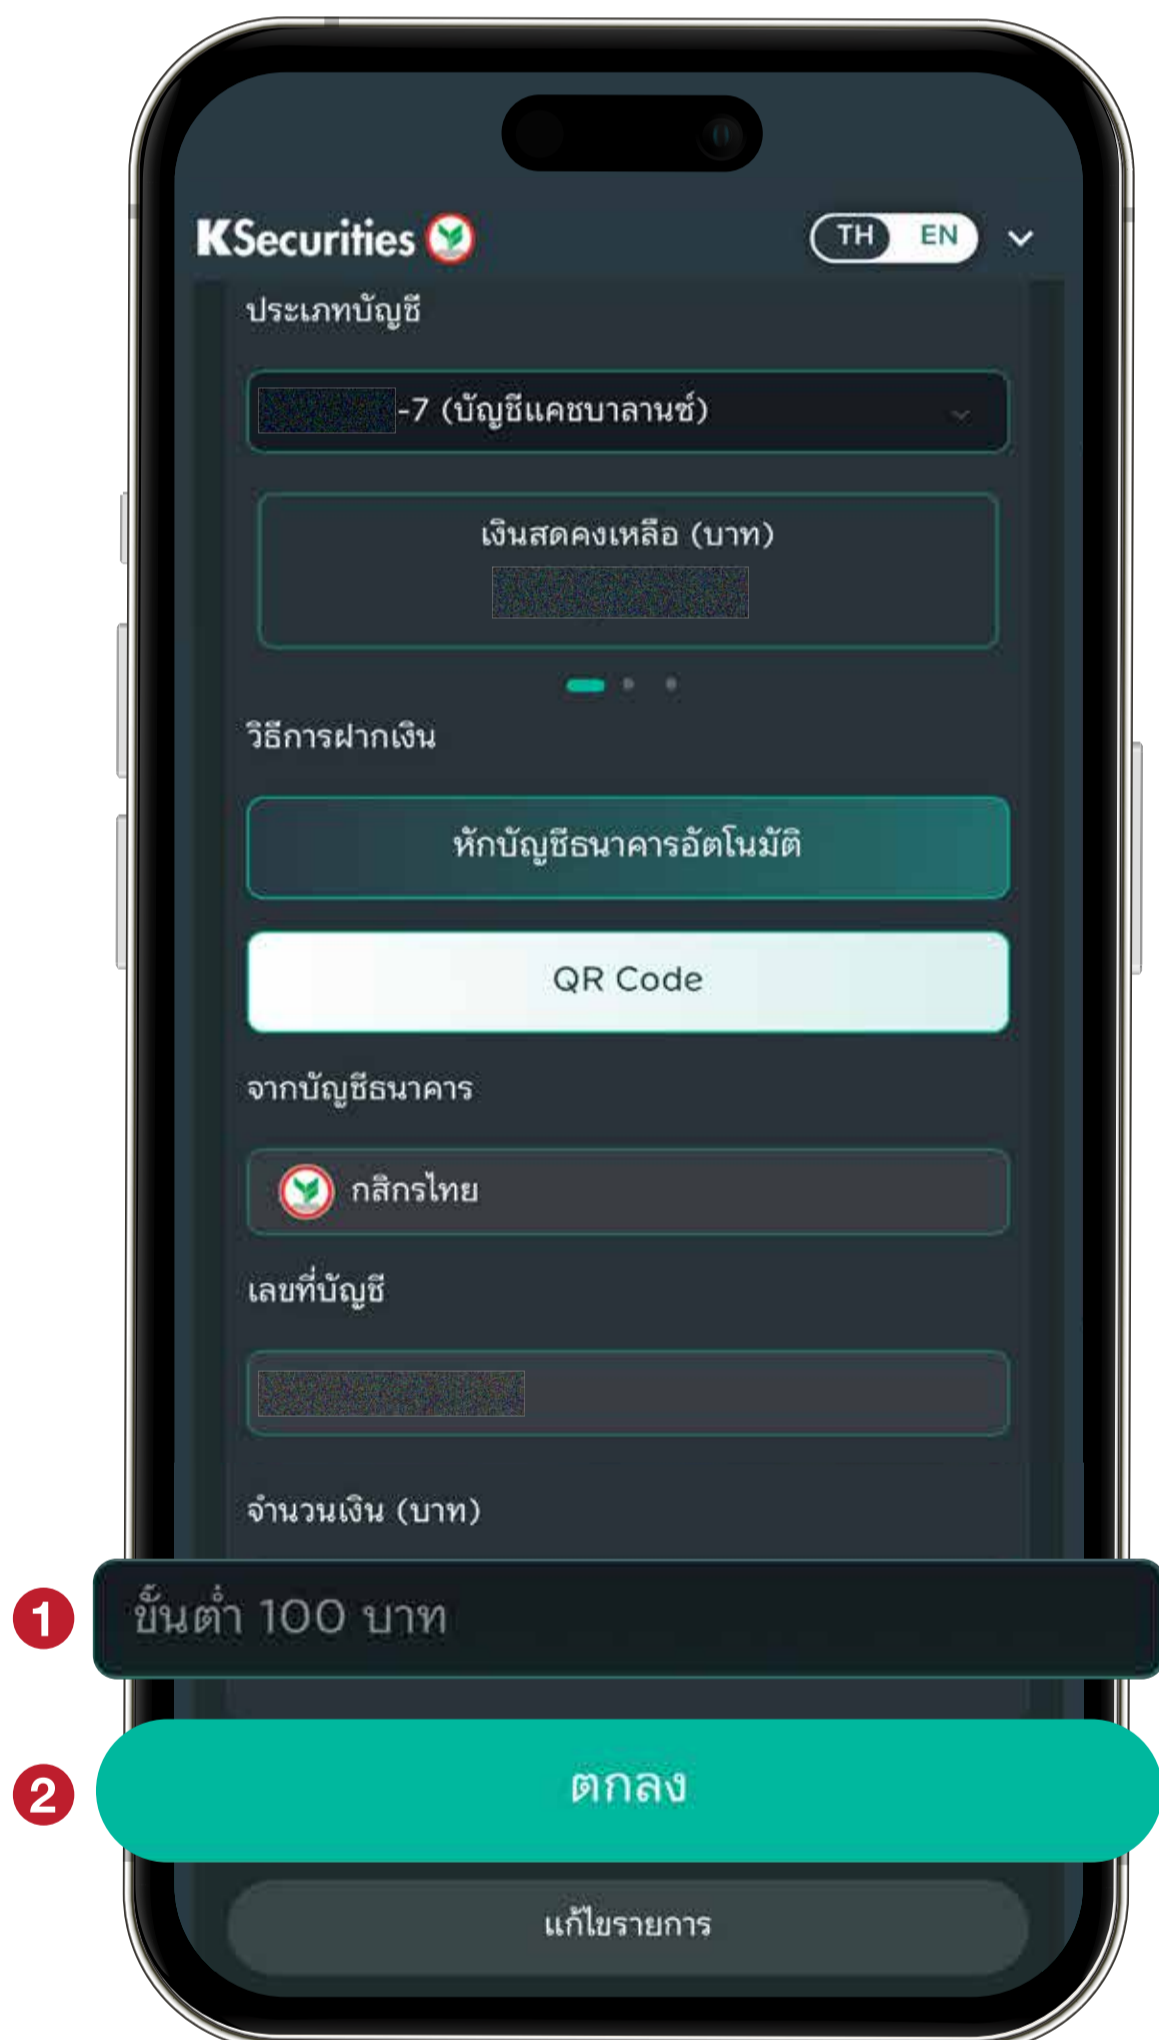 KSecurities
TH EN
ประเภทบัญชี
-7 (บัญชีแคชบาลานซ์)
เงินสดคงเหลือ (บาท)
วิธีการฝากเงิน
หักบัญชีธนาคารอัตโนมัติ
QR Code
จากบัญชีธนาคาร
กสิกรไทย
เลขที่บัญชี
จำนวนเงิน (บาท)
1 ขั้นต่ำ 100 บาท
2 ตกลง
แก้ไขรายการ